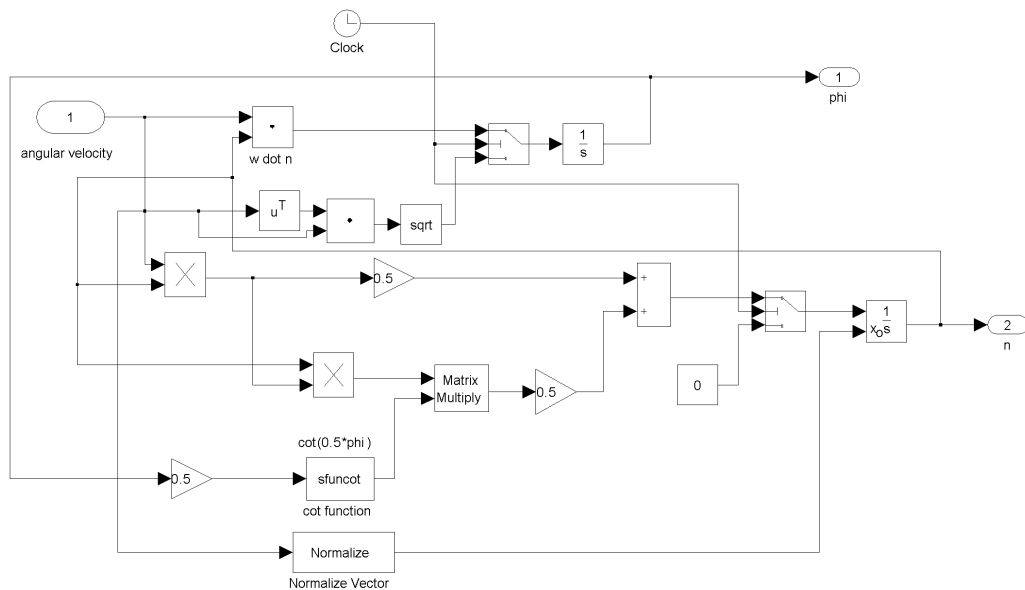 Clock
1
phi
1
angular velocity
w dot n
1
s
u^T
sqrt
0.5
+
+
x_o 1
s
2
n
Matrix
Multiply
0.5
0
cot(0.5*phi )
0.5
sfuncot
cot function
Normalize
Normalize Vector